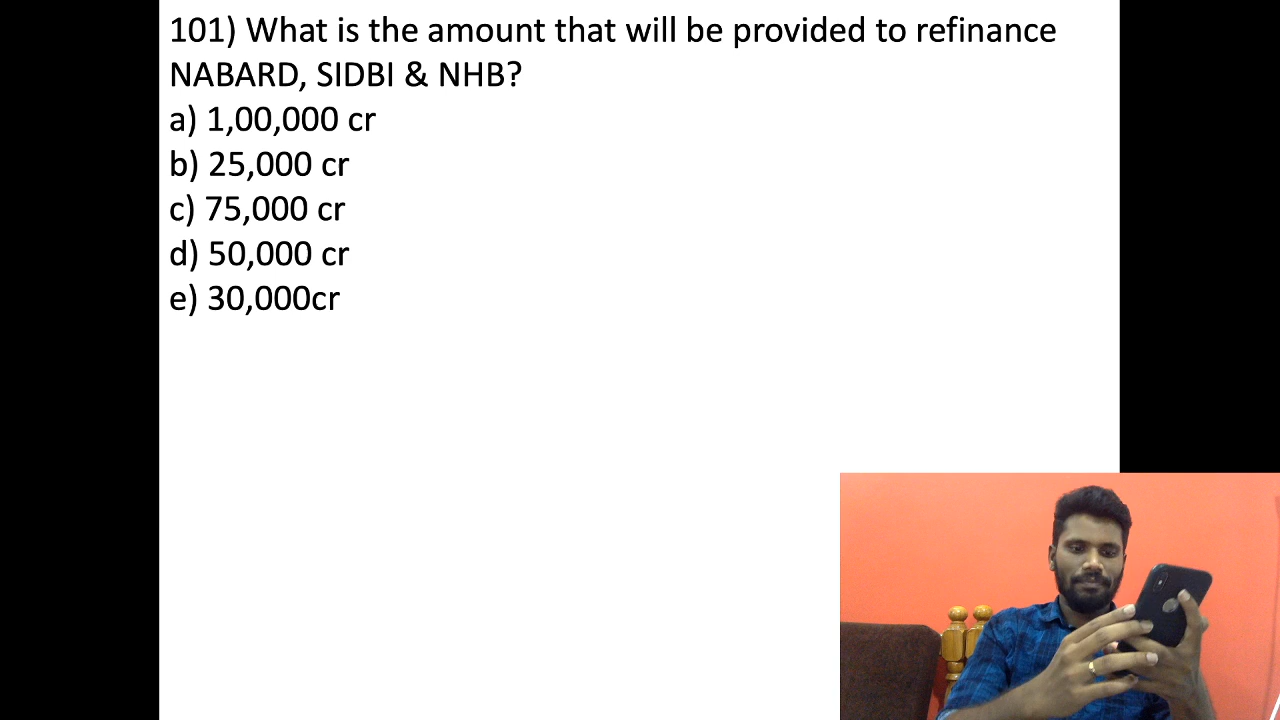 101) What is the amount that will be provided to refinance
NABARD, SIDBI & NHB?
a) 1,00,000 cr
b) 25,000 cr
c) 75,000 cr
d) 50,000 cr
e) 30,000cr